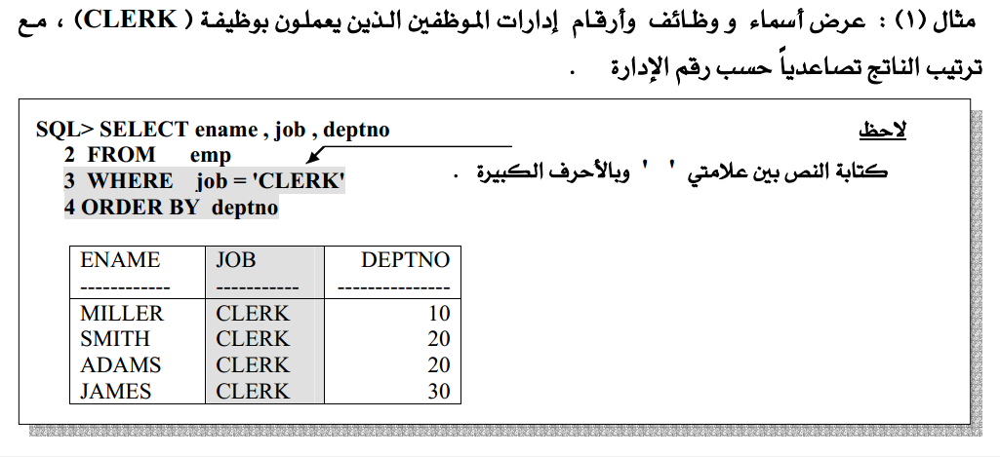 مثال (١) : عرض أسماء و وظائف وأرقام إدارات الموظفين الذين يعملون بوظيفة ( CLERK) ، مع
ترتيب الناتج تصاعدياً حسب رقم الإدارة .
SQL> SELECT ename , job , deptno
2 FROM emp
3 WHERE job = 'CLERK'
4 ORDER BY deptno
لاحظ
كتابة النص بين علامتي ' ' وبالأحرف الكبيرة .
ENAME JOB DEPTNO
------------ ----------- ---------------
MILLER CLERK 10
SMITH CLERK 20
ADAMS CLERK 20
JAMES CLERK 30